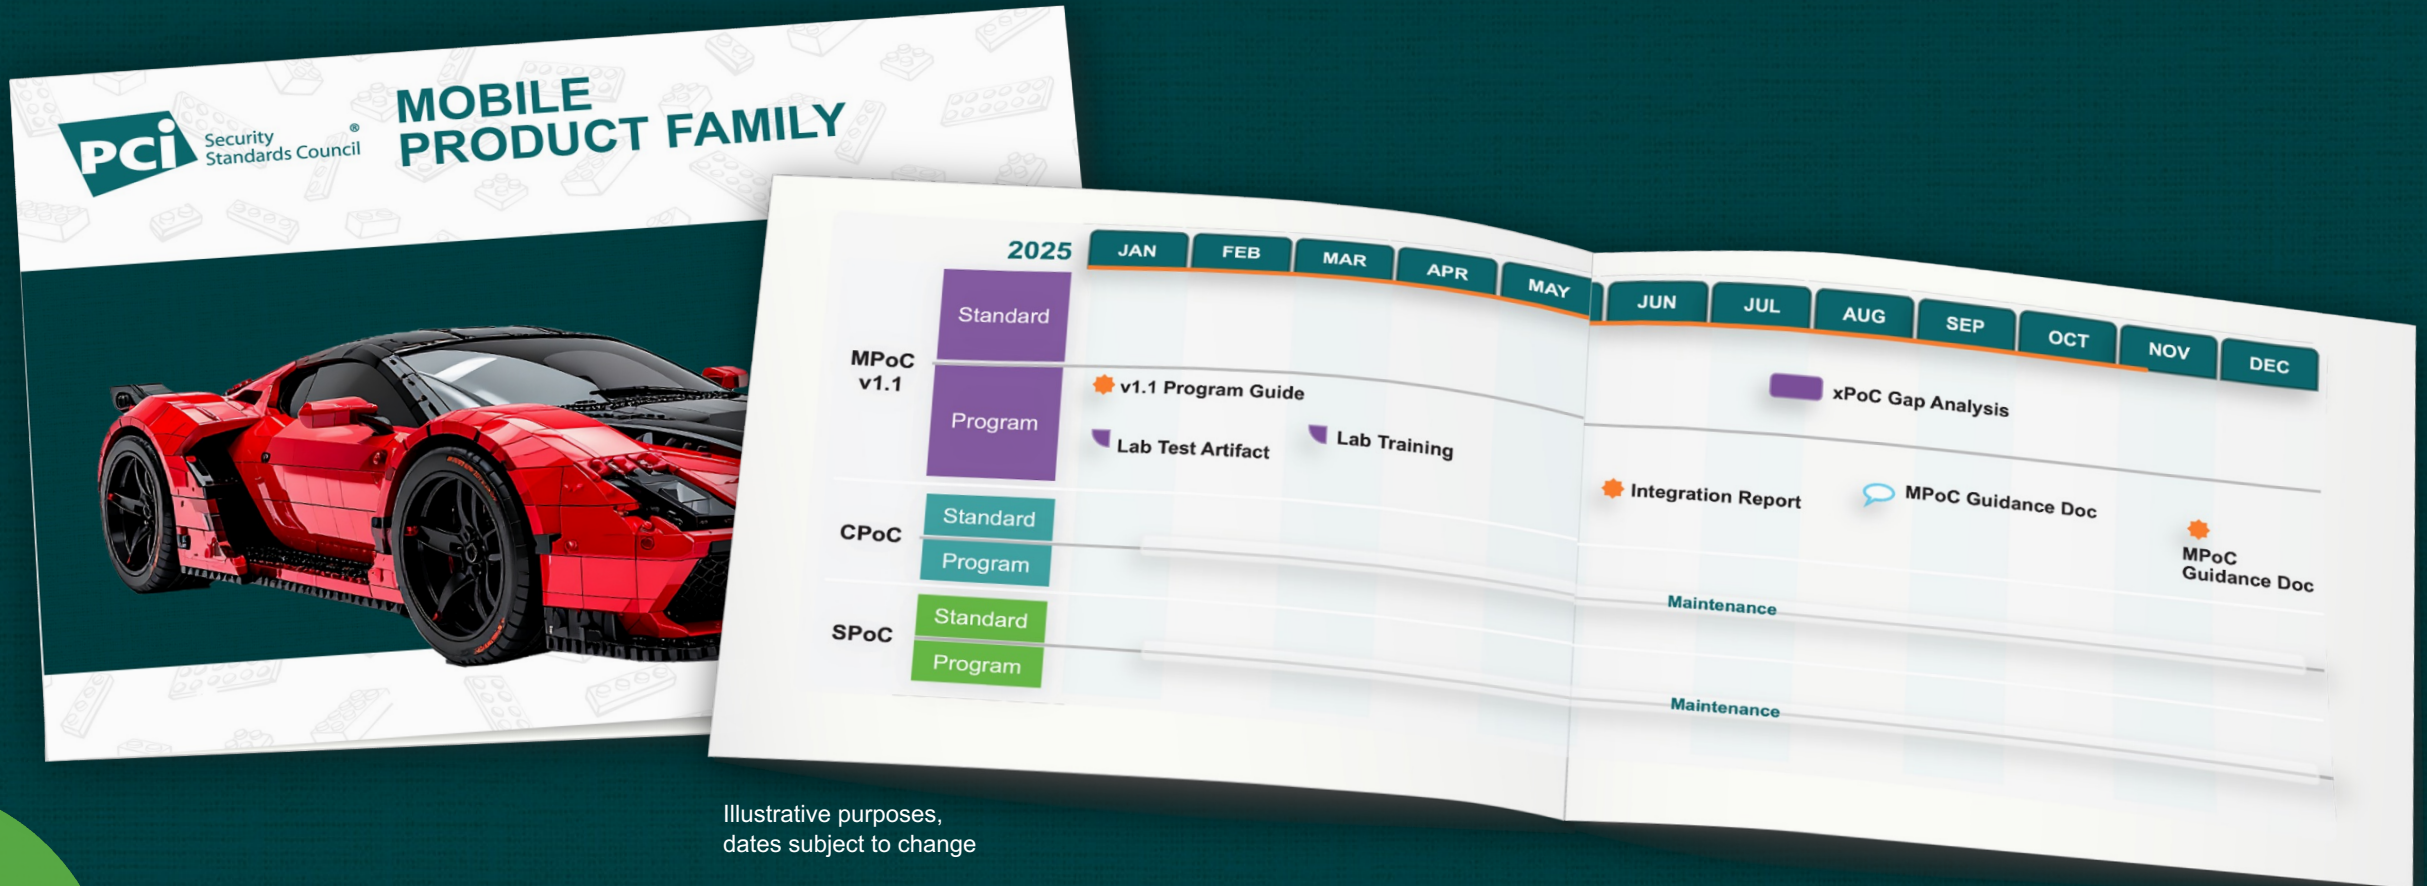 PCi
Security
Standards Council ®
MOBILE
PRODUCT FAMILY
2025
JAN
FEB
MAR
APR
MAY
JUN
JUL
AUG
SEP
OCT
NOV
DEC
MPoC
v1.1
Standard
Program
xPoC Gap Analysis
v1.1 Program Guide
Lab Test Artifact
Lab Training
Integration Report
MPoC Guidance Doc
MPoC
Guidance Doc
CPoC
Standard
Program
Maintenance
SPoC
Standard
Program
Maintenance
Illustrative purposes,
dates subject to change